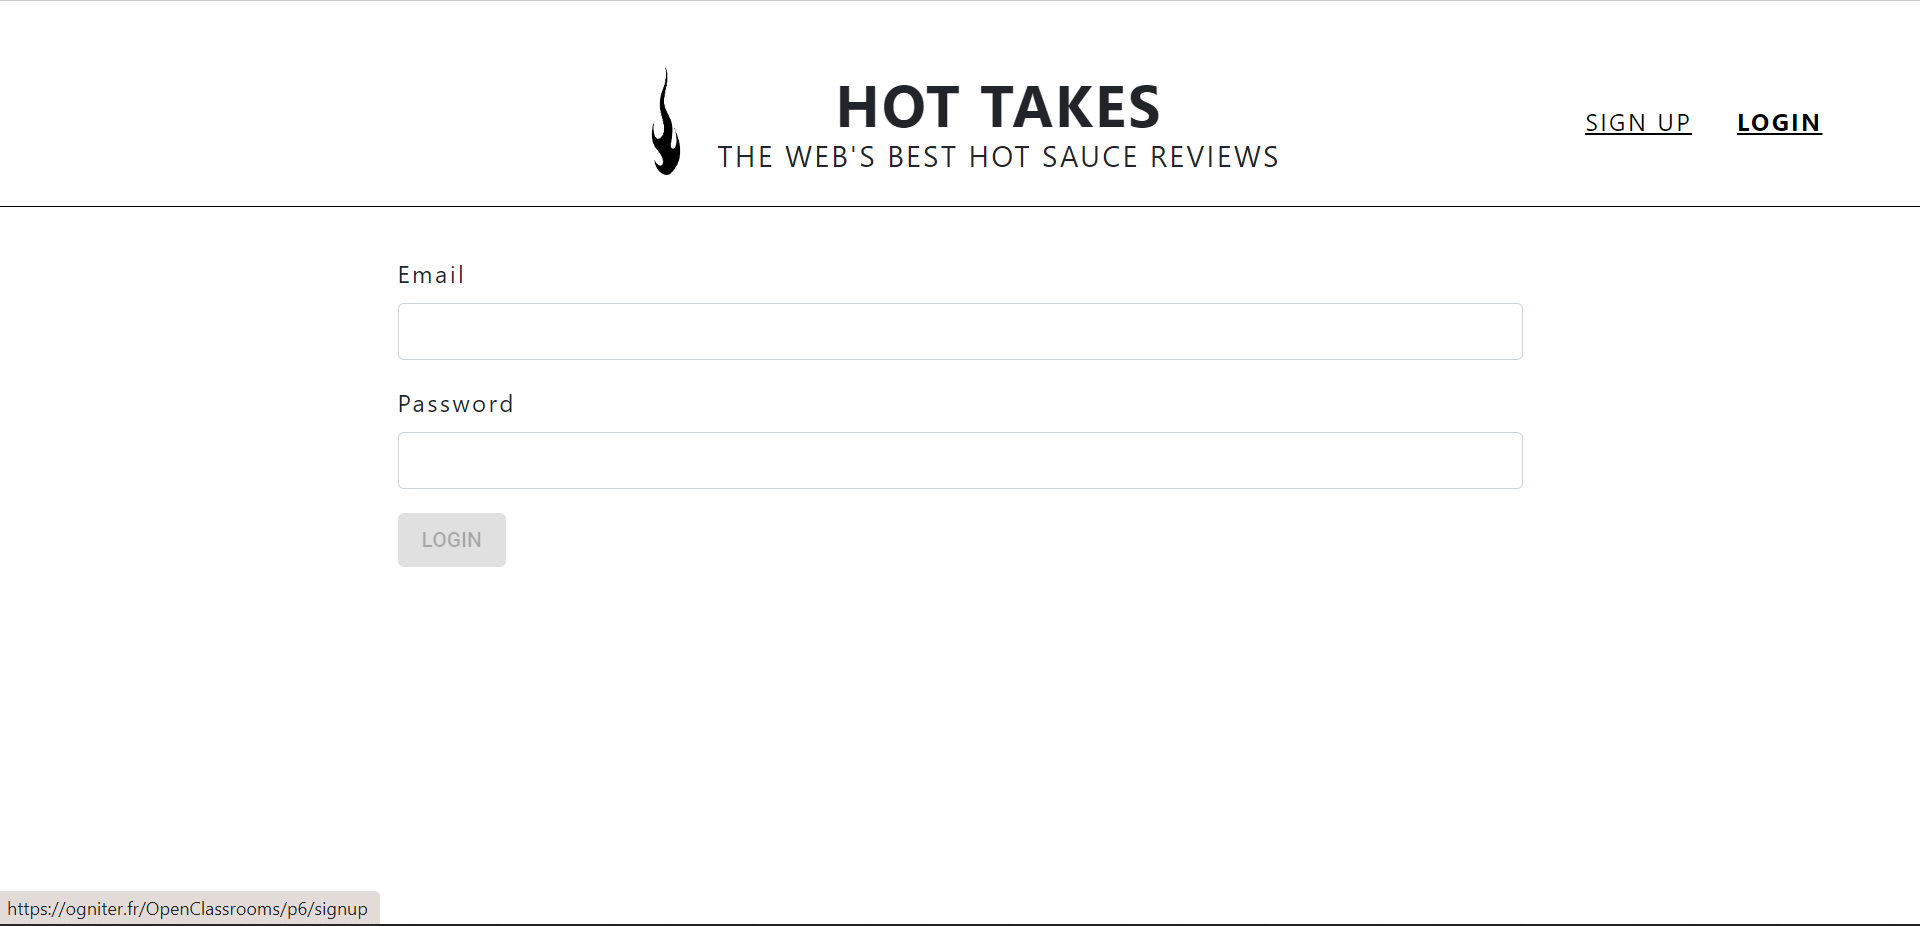 HOT TAKES
THE WEB'S BEST HOT SAUCE REVIEWS
SIGN UP LOGIN
Email
Password
LOGIN
https://ogniter.fr/OpenClassrooms/p6/signup